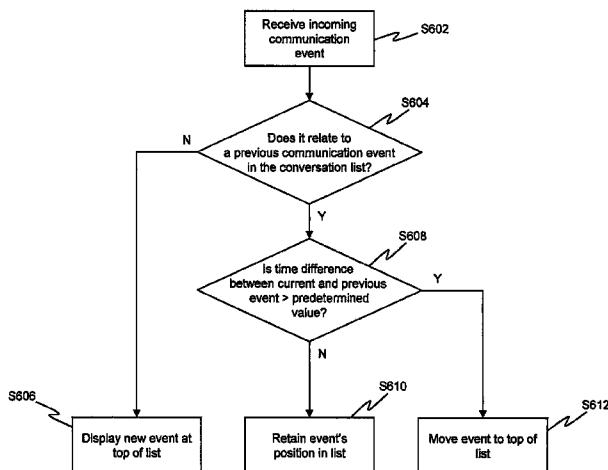 Receive incoming
communication
event
S602
S604
Does it relate to
a previous communication event
in the conversation list?
N
Y
S608
Is time difference
between current and previous
event > predetermined
value?
Y
N
S606
Display new event at
top of list
S610
Retain event's
position in list
S612
Move event to top of
list